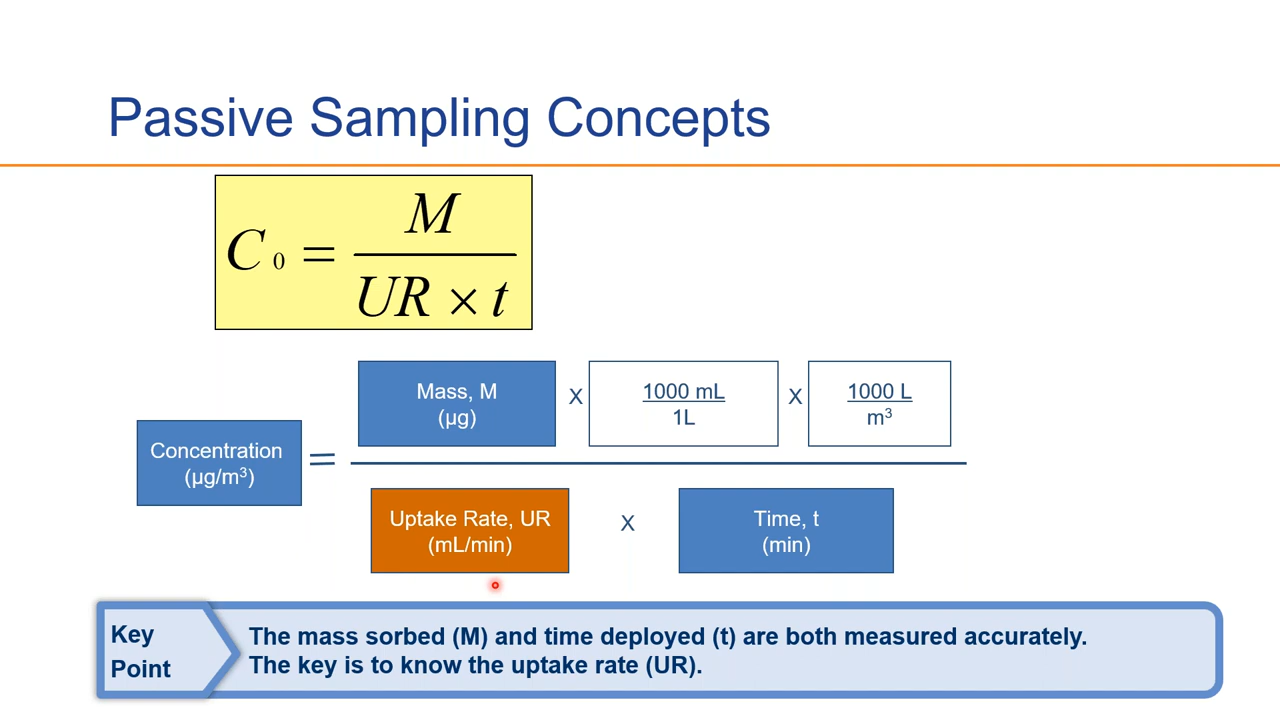 Passive Sampling Concepts
C₀ = M / UR × t
Mass, M
(µg)
X
1000 mL
1L
X
1000 L
m³
Concentration
(µg/m³)
=
Uptake Rate, UR
(mL/min)
X
Time, t
(min)
Key
Point
The mass sorbed (M) and time deployed (t) are both measured accurately.
The key is to know the uptake rate (UR).